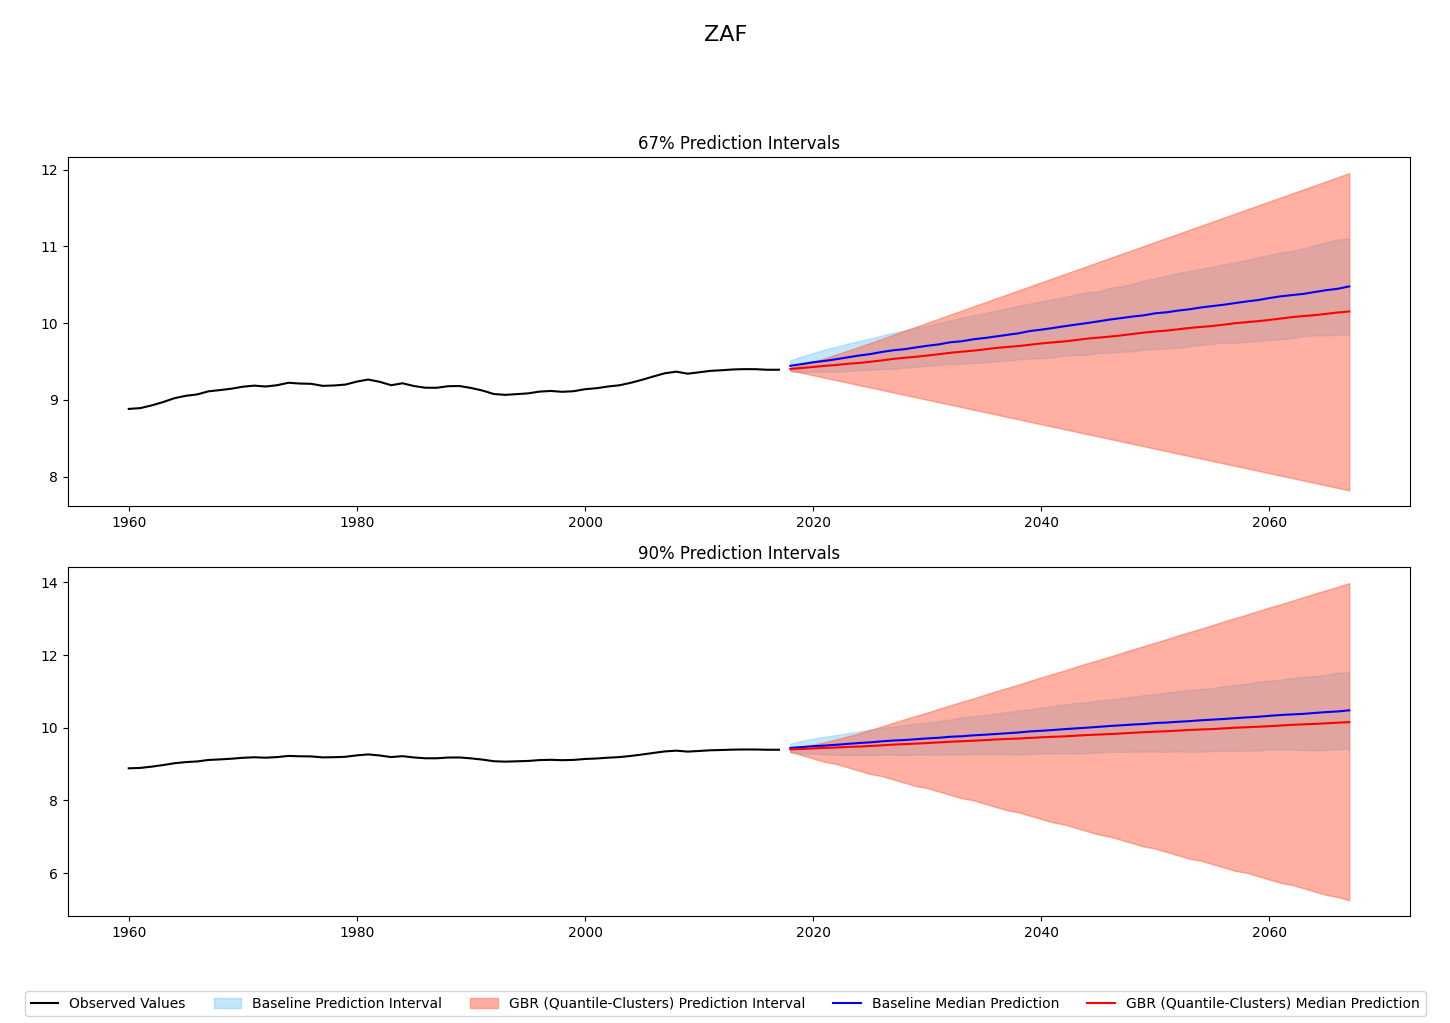 ZAF
67% Prediction Intervals
12
11
10
9
8
1960 1980 2000 2020 2040 2060
90% Prediction Intervals
14
12
10
8
6
1960 1980 2000 2020 2040 2060
Observed Values Baseline Prediction Interval GBR (Quantile-Clusters) Prediction Interval Baseline Median Prediction GBR (Quantile-Clusters) Median Prediction